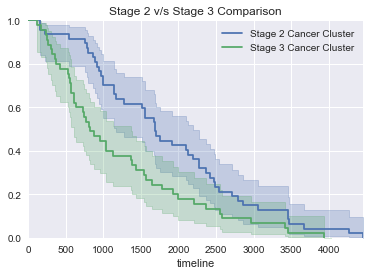 Stage 2 v/s Stage 3 Comparison
1.0
Stage 2 Cancer Cluster
Stage 3 Cancer Cluster
0.8
0.6
0.4
0.2
0.0
0 500 1000 1500 2000 2500 3000 3500 4000
timeline